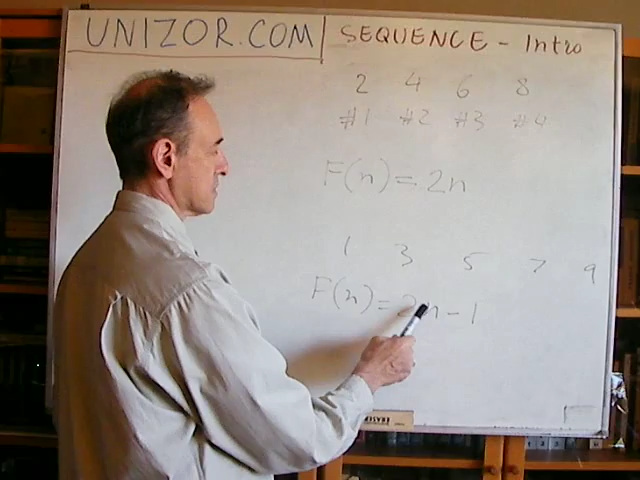 UNIZOR.COM
SEQUENCE - Intro
2 4 6 8
#1 #2 #3 #4
F(n) = 2n
1 3 5 7 9
F(n) = 2n - 1